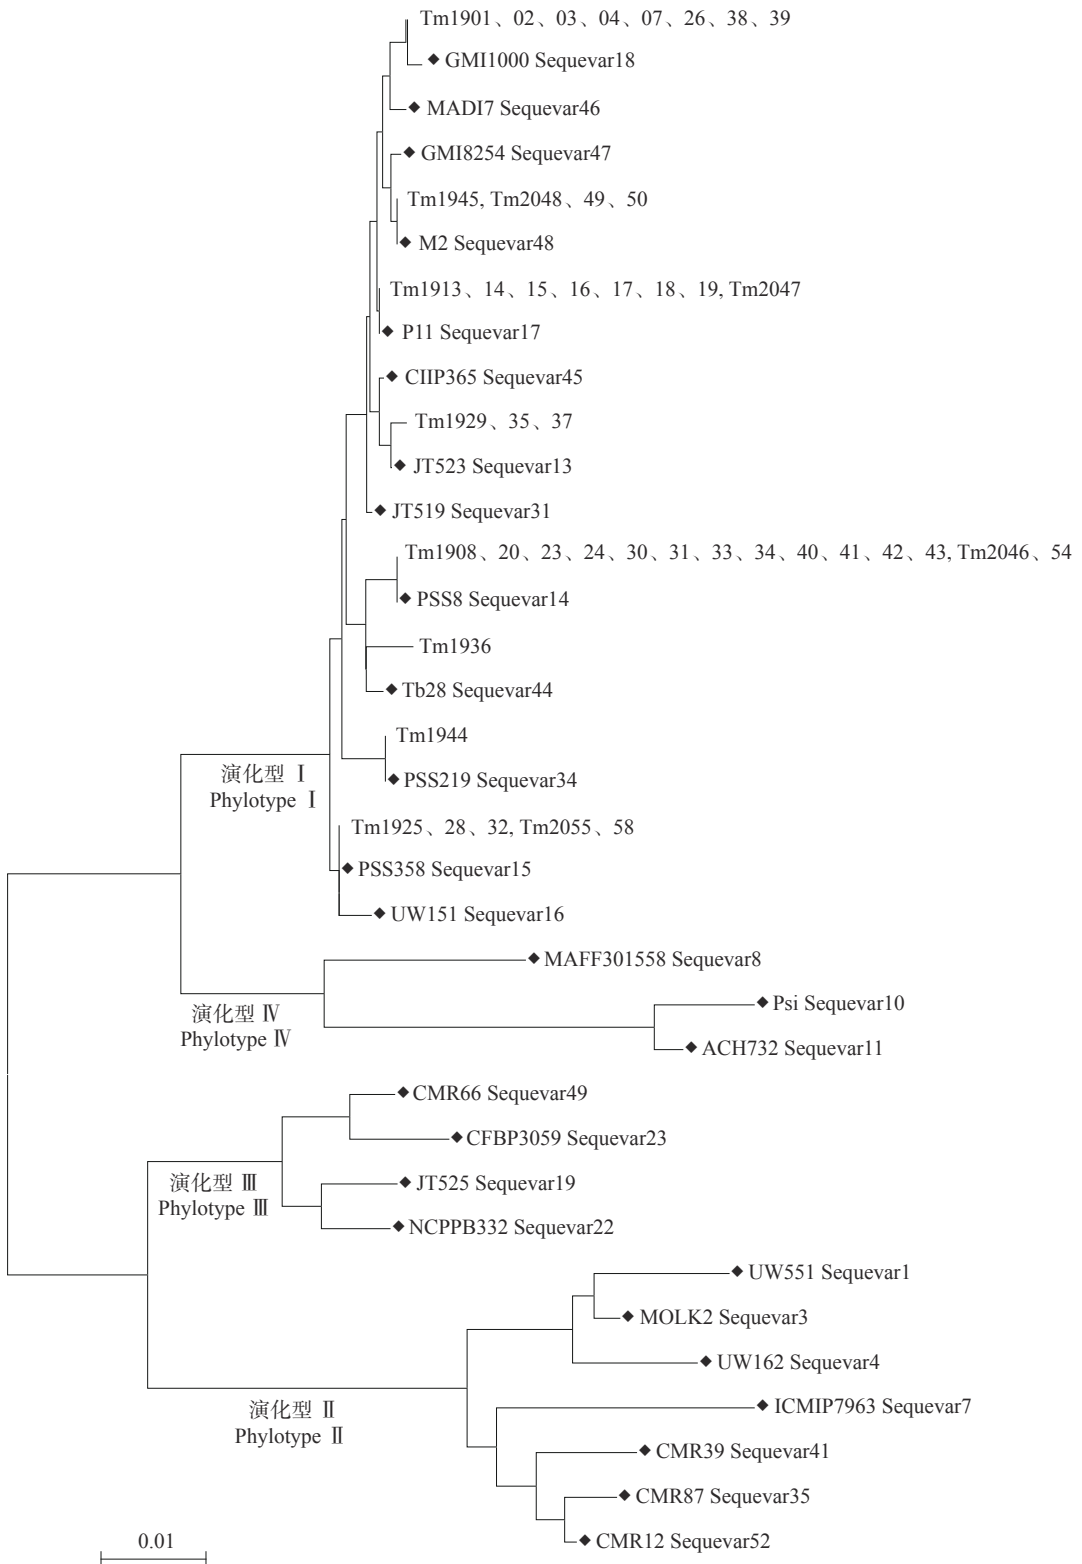 Tm1901、02、03、04、07、26、38、39
GMI1000 Sequevar18
MADI7 Sequevar46
GMI8254 Sequevar47
Tm1945, Tm2048、49、50
M2 Sequevar48
Tm1913、14、15、16、17、18、19, Tm2047
P11 Sequevar17
CIIP365 Sequevar45
Tm1929、35、37
JT523 Sequevar13
JT519 Sequevar31
Tm1908、20、23、24、30、31、33、34、40、41、42、43, Tm2046、54
PSS8 Sequevar14
Tm1936
Tb28 Sequevar44
Tm1944
演化型 Ⅰ
Phylotype Ⅰ
PSS219 Sequevar34
Tm1925、28、32, Tm2055、58
PSS358 Sequevar15
UW151 Sequevar16
MAFF301558 Sequevar8
演化型 Ⅳ
Phylotype Ⅳ
Psi Sequevar10
ACH732 Sequevar11
CMR66 Sequevar49
CFBP3059 Sequevar23
演化型 Ⅲ
Phylotype Ⅲ
JT525 Sequevar19
NCPPB332 Sequevar22
UW551 Sequevar1
MOLK2 Sequevar3
UW162 Sequevar4
演化型 Ⅱ
Phylotype Ⅱ
ICMIP7963 Sequevar7
CMR39 Sequevar41
CMR87 Sequevar35
CMR12 Sequevar52
0.01